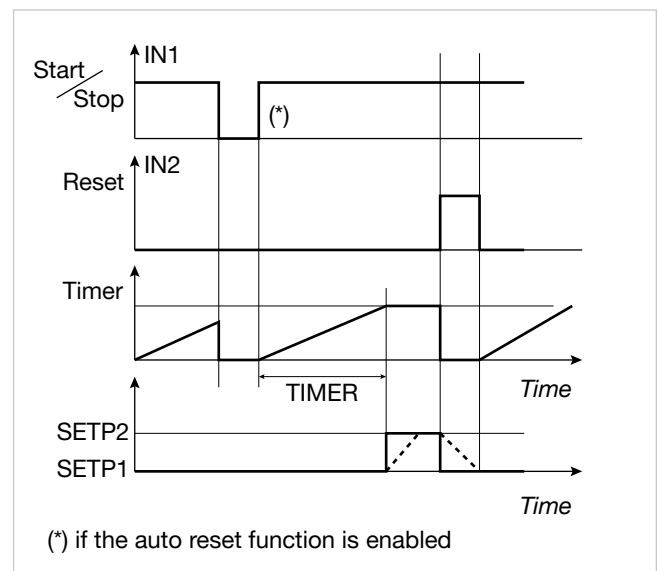 IN1
Start/Stop
(*)
IN2
Reset
Timer
TIMER
Time
SETP2
SETP1
Time
(*) if the auto reset function is enabled